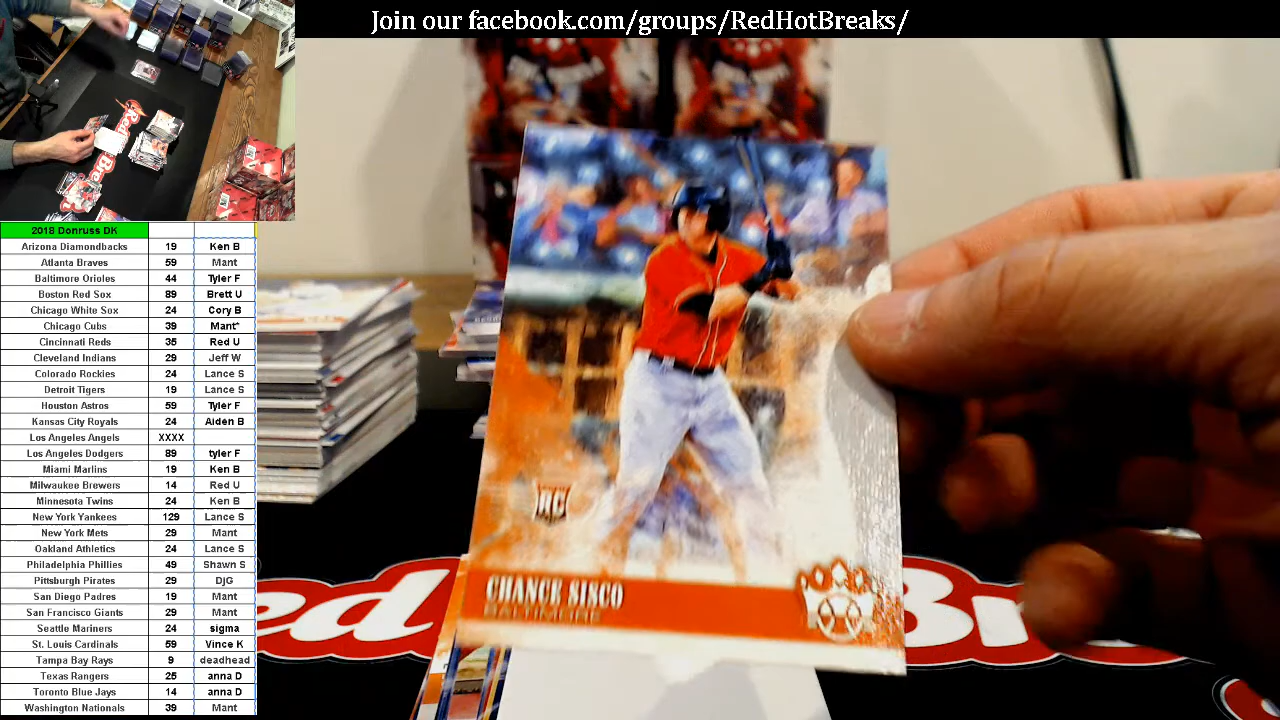 Join our facebook.com/groups/RedHotBreaks/
2018 Donruss DK
Arizona Diamondbacks 19 Ken B
Atlanta Braves 59 Mant
Baltimore Orioles 44 Tyler F
Boston Red Sox 89 Brett U
Chicago White Sox 24 Cory B
Chicago Cubs 39 Mant*
Cincinnati Reds 35 Red U
Cleveland Indians 29 Jeff W
Colorado Rockies 24 Lance S
Detroit Tigers 19 Lance S
Houston Astros 59 Tyler F
Kansas City Royals 24 Aiden B
Los Angeles Angels XXXX
Los Angeles Dodgers 89 tyler F
Miami Marlins 19 Ken B
Milwaukee Brewers 14 Red U
Minnesota Twins 24 Ken B
New York Yankees 129 Lance S
New York Mets 29 Mant
Oakland Athletics 24 Lance S
Philadelphia Phillies 49 Shawn S
Pittsburgh Pirates 29 DjG
San Diego Padres 19 Mant
San Francisco Giants 29 Mant
Seattle Mariners 24 sigma
St. Louis Cardinals 59 Vince K
Tampa Bay Rays 9 deadhead
Texas Rangers 25 anna D
Toronto Blue Jays 14 anna D
Washington Nationals 39 Mant
RC
CHANCE SISCO
BALTIMORE
ed
Br